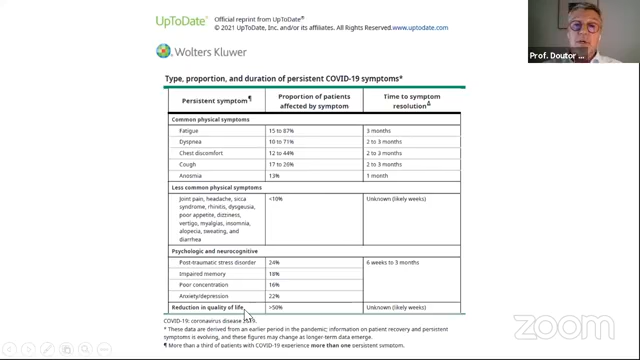 UpToDate® Official reprint from UpToDate®
© 2021 UpToDate, Inc. and/or its affiliates. All Rights Reserved.www.uptodate.com
Wolters Kluwer
Prof. Doutor ...
Type, proportion, and duration of persistent COVID-19 symptoms*
Persistent symptom¶ Proportion of patients affected by symptom Time to symptom resolution Δ
Common physical symptoms
Fatigue 15 to 87% 3 months
Dyspnea 10 to 71% 2 to 3 months
Chest discomfort 12 to 44% 2 to 3 months
Cough 17 to 26% 2 to 3 months
Anosmia 13% 1 month
Less common physical symptoms
Joint pain, headache, sicca <10% Unknown (likely weeks)
syndrome, rhinitis, dysgeusia,
poor appetite, dizziness,
vertigo, myalgias, insomnia,
alopecia, sweating, and
diarrhea
Psychologic and neurocognitive
Post-traumatic stress disorder 24% 6 weeks to 3 months
Impaired memory 18%
Poor concentration 16%
Anxiety/depression 22%
Reduction in quality of life >50% Unknown (likely weeks)
COVID-19: coronavirus disease 2019.
* These data are derived from an earlier period in the pandemic; information on patient recovery and persistent
symptoms is evolving, and these figures may change as longer-term data emerge.
¶ More than a third of patients with COVID-19 experience more than one persistent symptom.
zoom